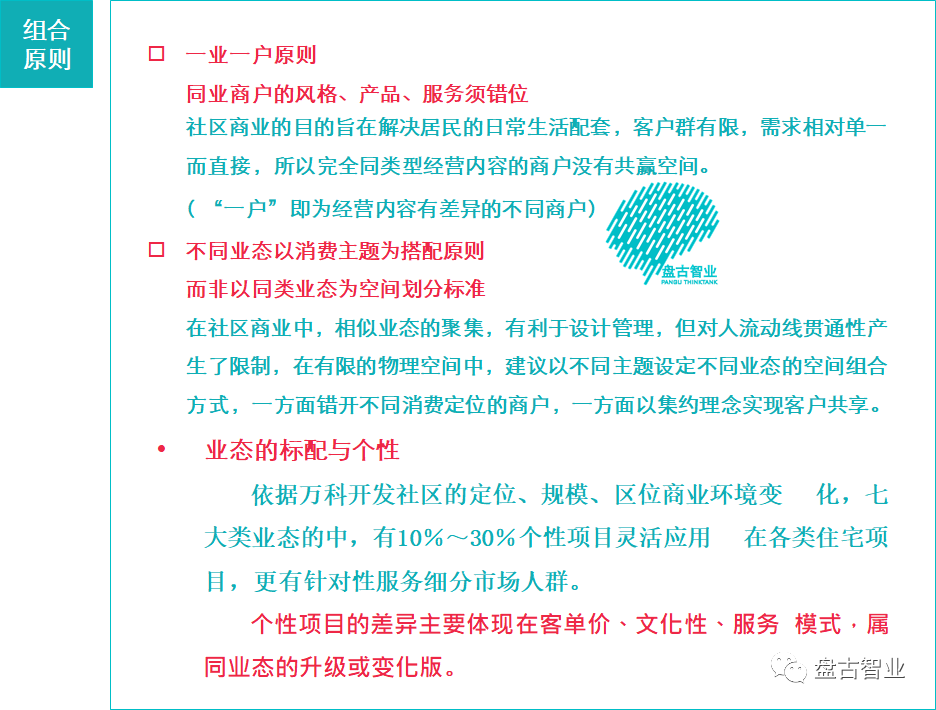 组合
原则
□ 一业一户原则
同业商户的风格、产品、服务须错位
社区商业的目的旨在解决居民的日常生活配套，客户群有限，需求相对单一
而直接，所以完全同类型经营内容的商户没有共赢空间。
（ “一户”即为经营内容有差异的不同商户）
□ 不同业态以消费主题为搭配原则
而非以同类业态为空间划分标准
盘古智业
PANGU THINKTANK
在社区商业中，相似业态的聚集，有利于设计管理，但对人流动线贯通性产
生了限制，在有限的物理空间中，建议以不同主题设定不同业态的空间组合
方式，一方面错开不同消费定位的商户，一方面以集约理念实现客户共享。
• 业态的标配与个性
依据万科开发社区的定位、规模、区位商业环境变 化，七
大类业态的中，有10%～30%个性项目灵活应用 在各类住宅项
目，更有针对性服务细分市场人群。
个性项目的差异主要体现在客单价、文化性、服务 模式，属
同业态的升级或变化版。
盘古智业